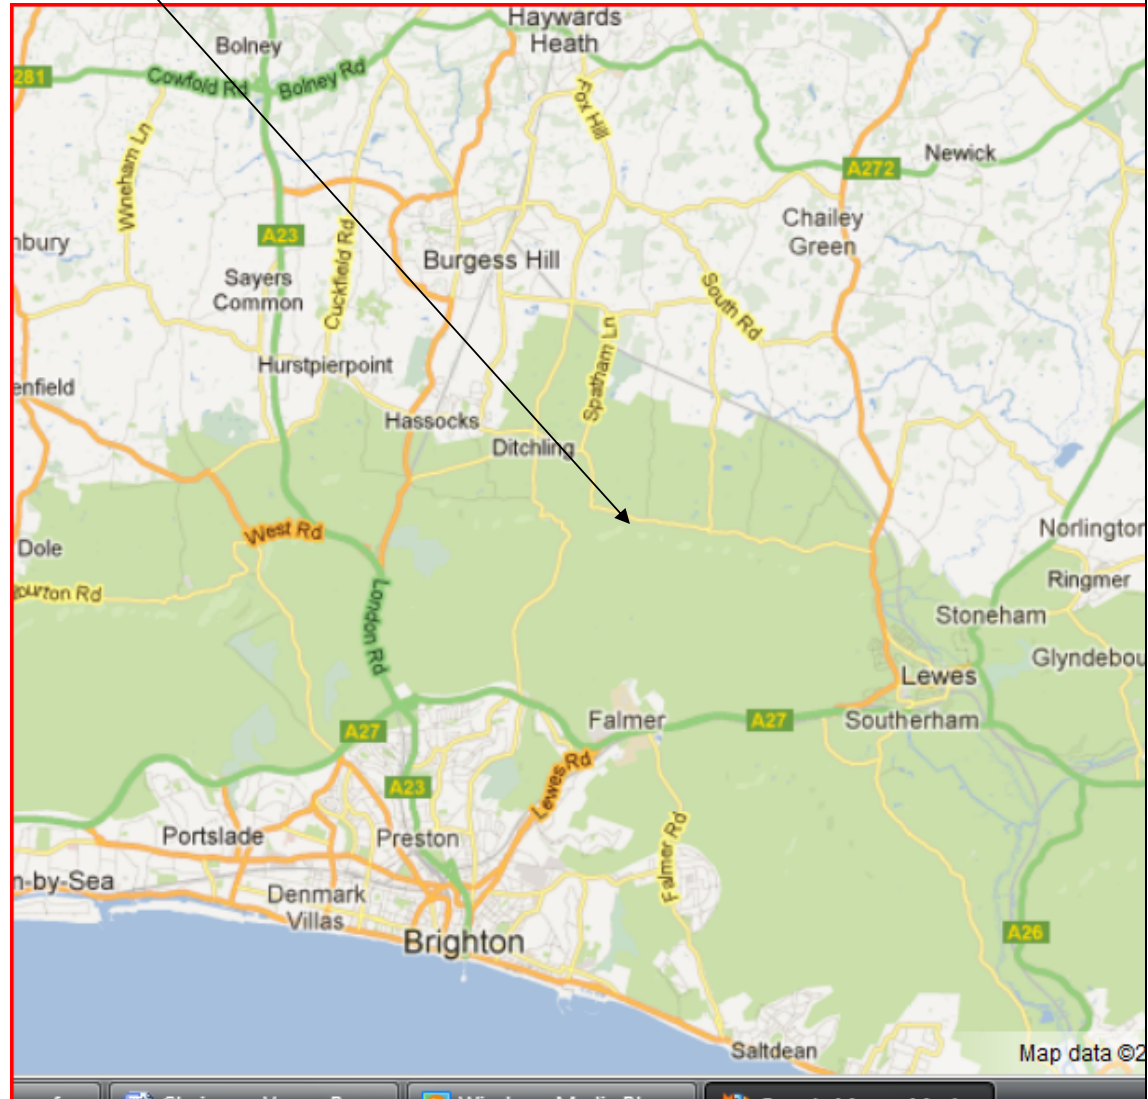 Haywards
Heath
Bolney
281
Cowfold Rd
Bolney Rd
Fox Hill
Wineham Ln
A272
Newick
Chailey
Green
nbury
A23
Cuckfield Rd
Burgess Hill
Sayers
Common
South Rd
Hurstpierpoint
Spatham Ln
enfield
Hassocks
Ditchling
West Rd
Norlington
Dole
Ringmer
ourton Rd
London Rd
Stoneham
Glyndebou
Lewes
A27
Falmer
A27
Southerham
A23
Lewes Rd
Portslade
Preston
Falmer Rd
n-by-Sea
Denmark
Villas
Brighton
A26
Saltdean
Map data ©2